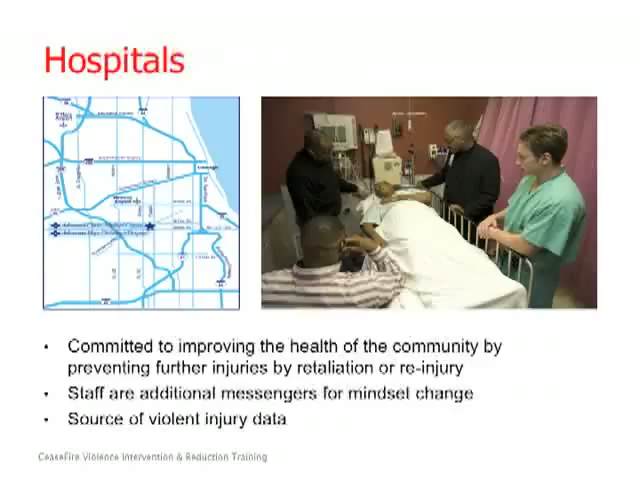 Hospitals
• Committed to improving the health of the community by
preventing further injuries by retaliation or re-injury
• Staff are additional messengers for mindset change
• Source of violent injury data
CeaseFire Violence Intervention & Reduction Training